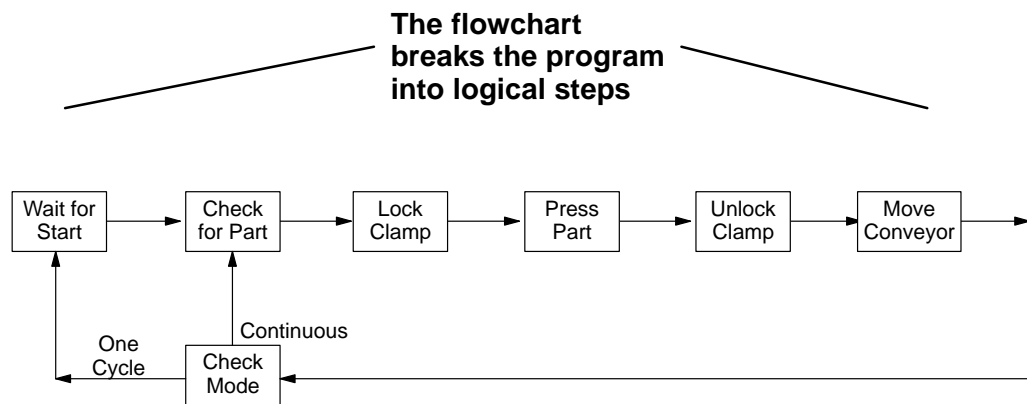 The flowchart
breaks the program
into logical steps
Wait for
Start
Check
for Part
Lock
Clamp
Press
Part
Unlock
Clamp
Move
Conveyor
One
Cycle
Continuous
Check
Mode